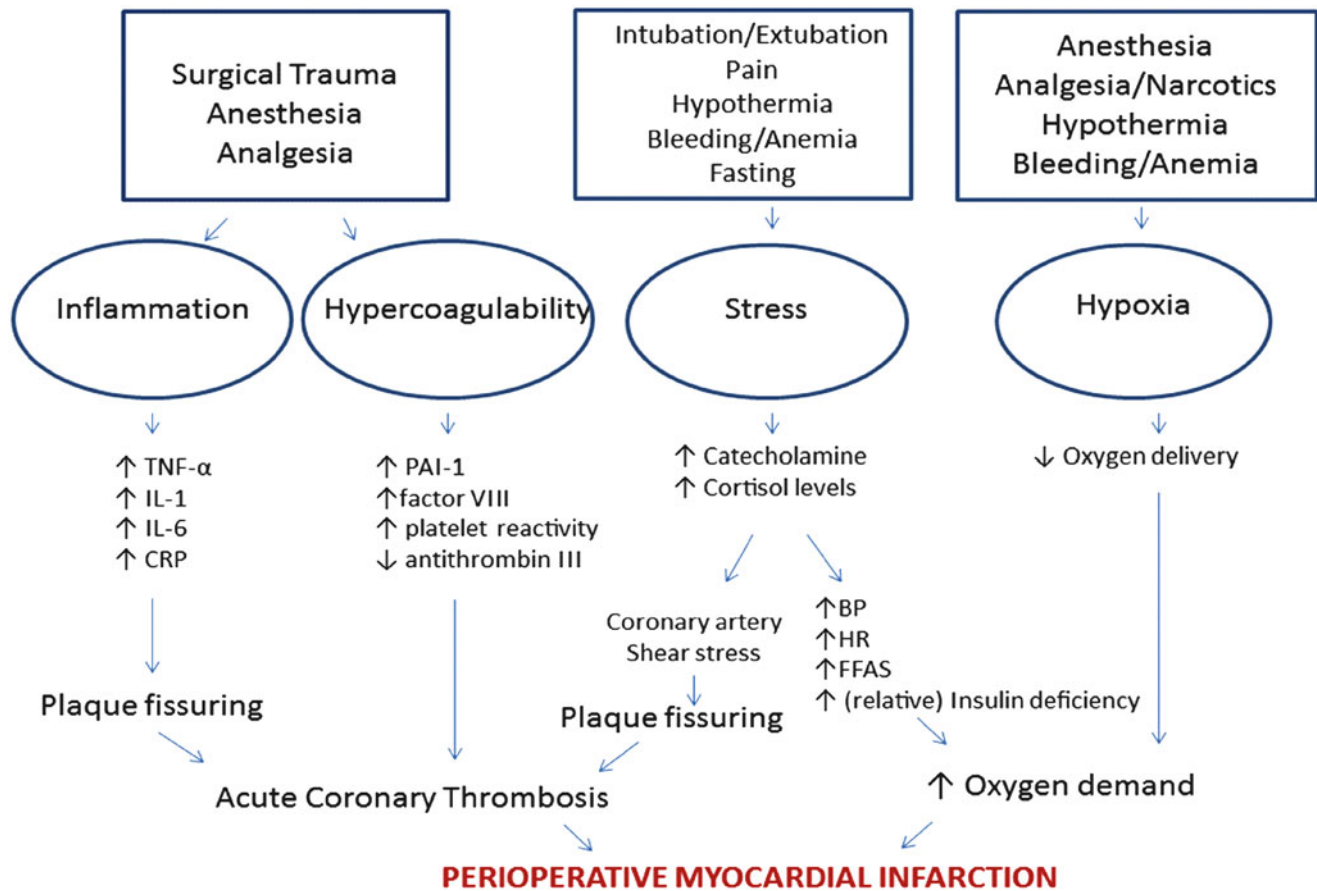 Surgical Trauma
Anesthesia
Analgesia
Intubation/Extubation
Pain
Hypothermia
Bleeding/Anemia
Fasting
Anesthesia
Analgesia/Narcotics
Hypothermia
Bleeding/Anemia
Inflammation
Hypercoagulability
Stress
Hypoxia
↑ TNF-α
↑ IL-1
↑ IL-6
↑ CRP
↑ PAI-1
↑factor VIII
↑ platelet reactivity
↓ antithrombin III
↑ Catecholamine
↑ Cortisol levels
↓ Oxygen delivery
Coronary artery
Shear stress
↑BP
↑HR
↑FFAS
↑ (relative) Insulin deficiency
Plaque fissuring
Plaque fissuring
Acute Coronary Thrombosis
↑ Oxygen demand
PERIOPERATIVE MYOCARDIAL INFARCTION